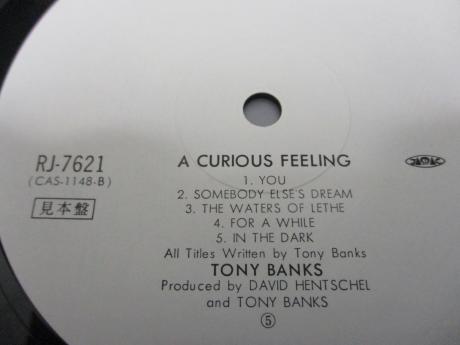 RJ-7621
(CAS-1148-B)
見本盤
A CURIOUS FEELING
1. YOU
2. SOMEBODY ELSE'S DREAM
3. THE WATERS OF LETHE
4. FOR A WHILE
5. IN THE DARK
All Titles Written by Tony Banks
TONY BANKS
Produced by DAVID HENTSCHEL
and TONY BANKS
⑤